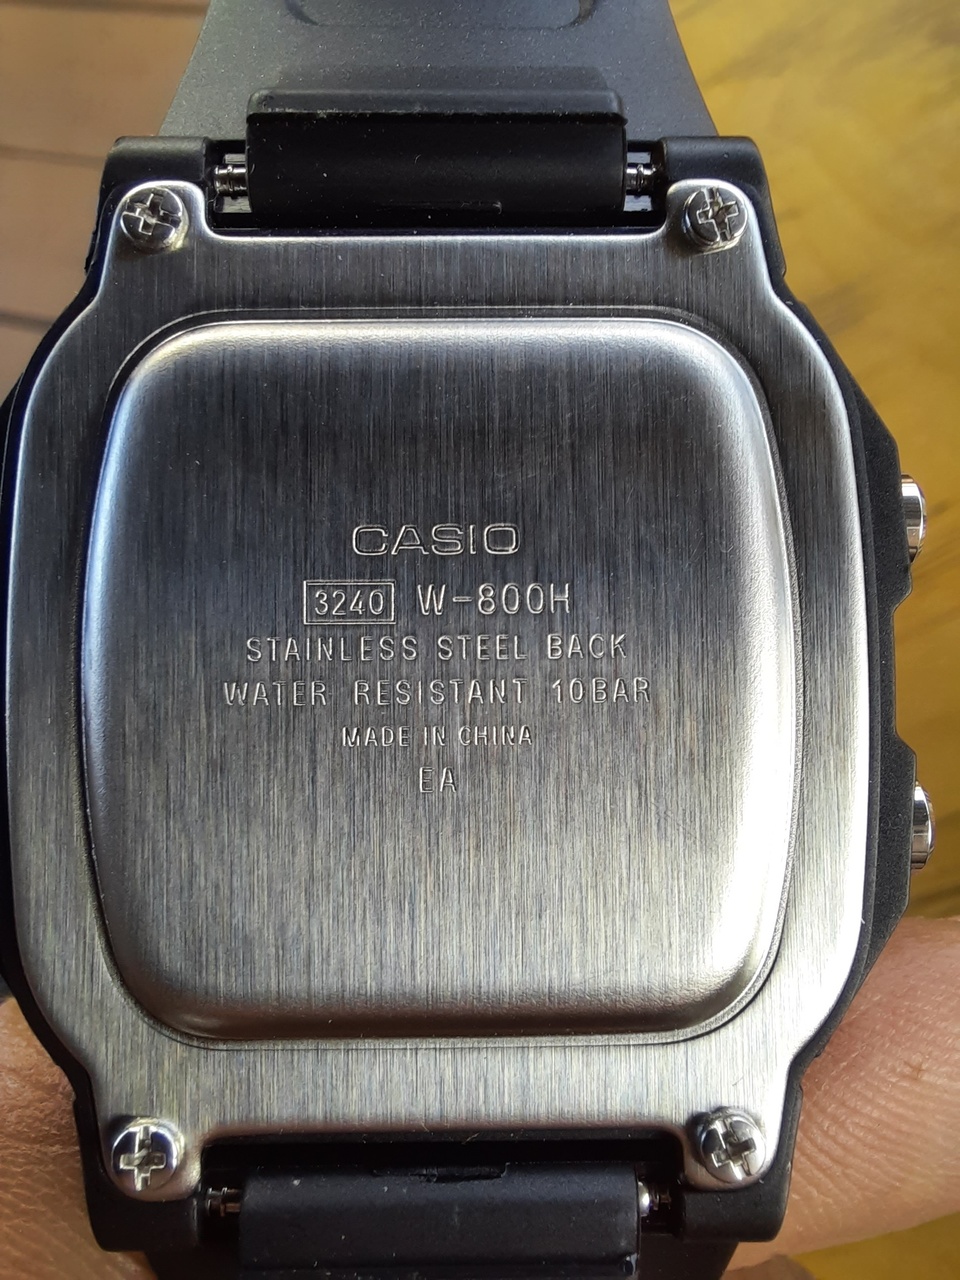 CASIO
3240 W-800H
STAINLESS STEEL BACK
WATER RESISTANT 10BAR
MADE IN CHINA
EA